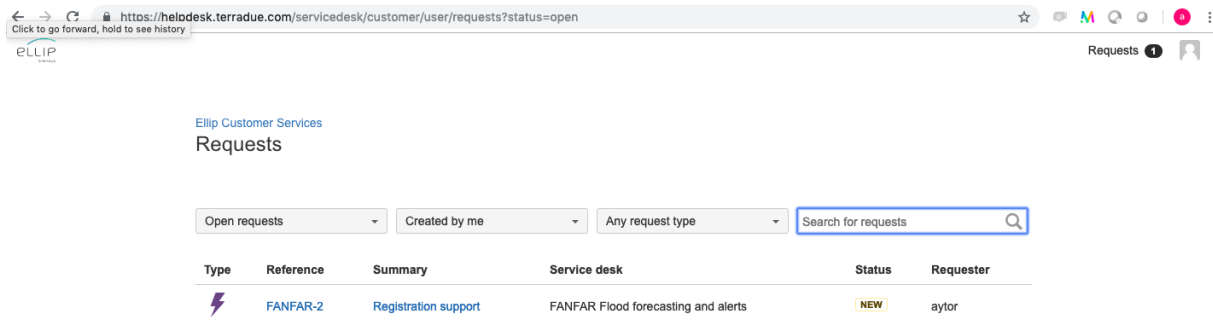 https://helpdesk.terradue.com/servicedesk/customer/user/requests?status=open
Click to go forward, hold to see history
ellip
Requests 1
a
Ellip Customer Services
Requests
Open requests Created by me Any request type Search for requests
Type Reference Summary Service desk Status Requester
FANFAR-2 Registration support FANFAR Flood forecasting and alerts NEW aytor